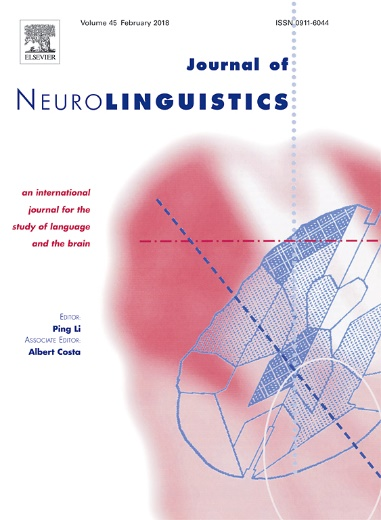 Volume 45 February 2018 ISSN 0911-6044
ELSEVIER
Journal of
NEUROLINGUISTICS
an international
journal for the
study of language
and the brain
EDITOR:
Ping Li
ASSOCIATE EDITOR:
Albert Costa